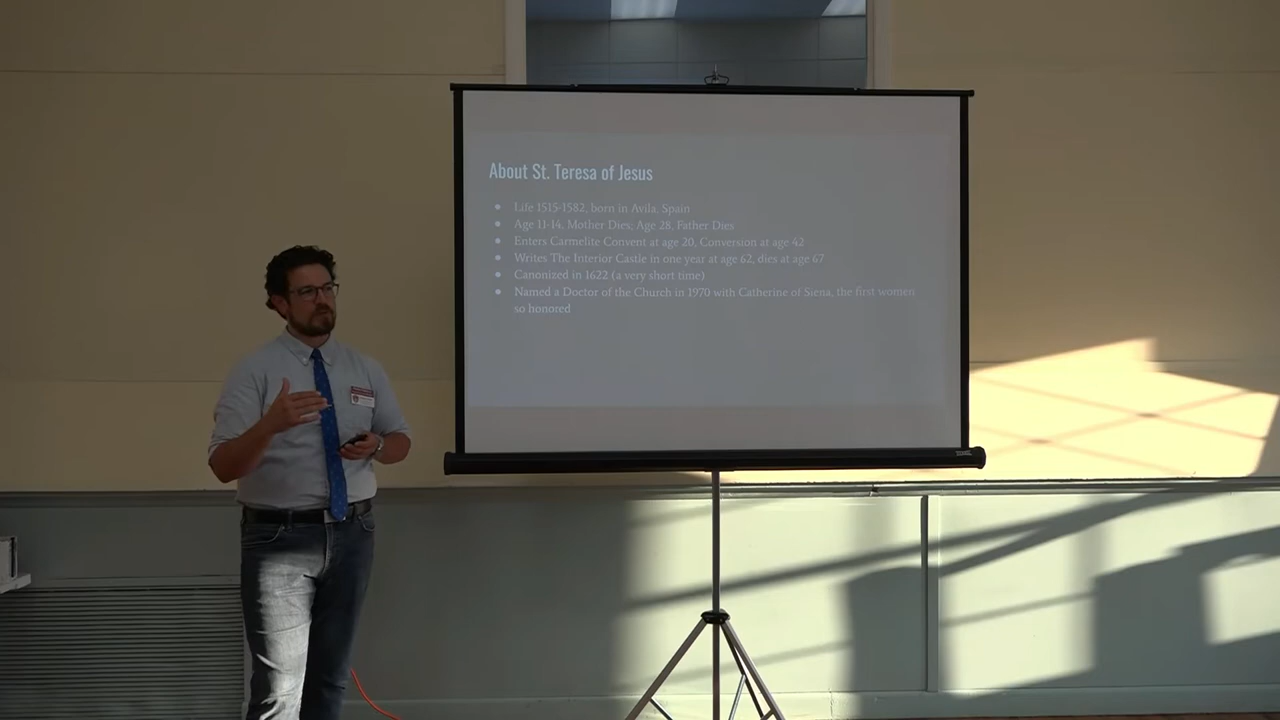 About St. Teresa of Jesus
Life 1515-1582, born in Avila, Spain
Age 11-14, Mother Dies; Age 28, Father Dies
Enters Carmelite Convent at age 20, Conversion at age 42
Writes The Interior Castle in one year at age 62, dies at age 67
Canonized in 1622 (a very short time)
Named a Doctor of the Church in 1970 with Catherine of Siena, the first women
so honored